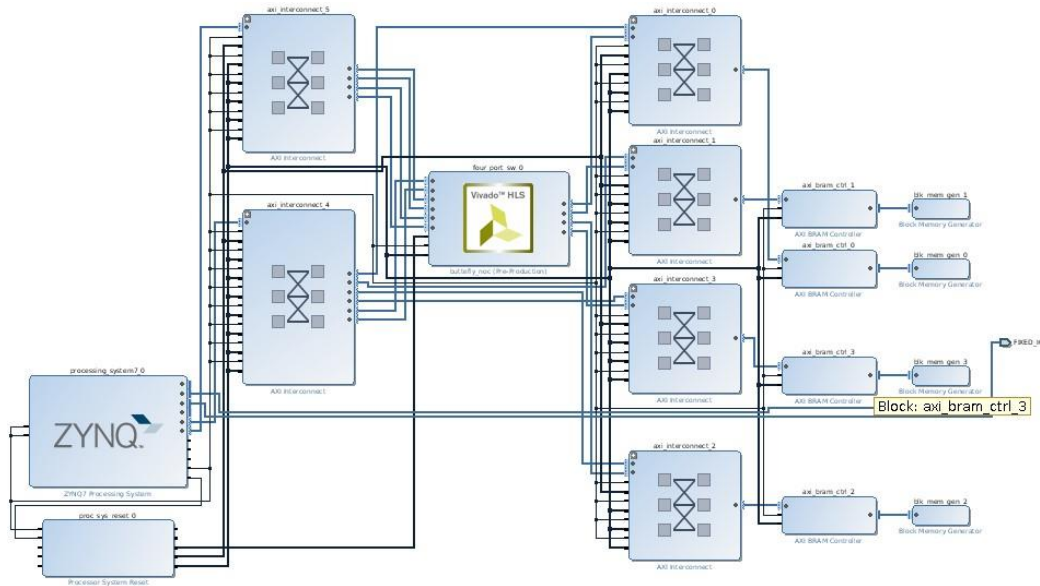 axi_interconnect_5
AXI Interconnect
axi_interconnect_4
AXI Interconnect
four_port_sw_0
Vivado™ HLS
butterfly_noc (Pre-Production)
axi_interconnect_0
AXI Interconnect
axi_interconnect_1
AXI Interconnect
axi_interconnect_3
AXI Interconnect
axi_interconnect_2
AXI Interconnect
axi_bram_ctrl_1
AXI BRAM Controller
blk_mem_gen_1
Block Memory Generator
axi_bram_ctrl_0
AXI BRAM Controller
blk_mem_gen_0
Block Memory Generator
axi_bram_ctrl_3
AXI BRAM Controller
blk_mem_gen_3
Block Memory Generator
Block: axi_bram_ctrl_3
axi_bram_ctrl_2
AXI BRAM Controller
blk_mem_gen_2
Block Memory Generator
processing_system7_0
ZYNQ
ZYNQ7 Processing System
proc_sys_reset_0
Processor System Reset